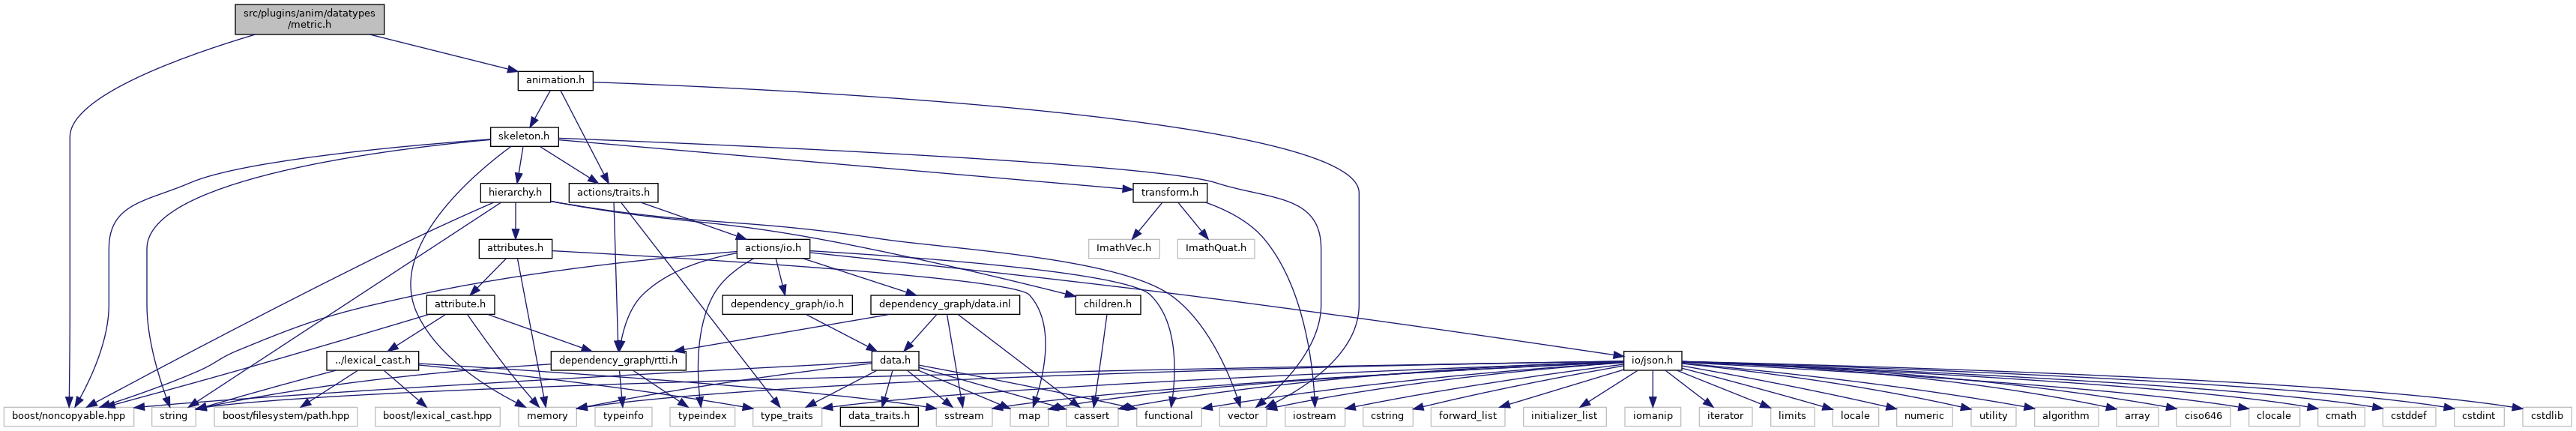 src/plugins/anim/datatypes
/metric.h
animation.h
skeleton.h
hierarchy.h
actions/traits.h
transform.h
attributes.h
actions/io.h
ImathVec.h
ImathQuat.h
attribute.h
dependency_graph/io.h
dependency_graph/data.inl
children.h
../lexical_cast.h
dependency_graph/rtti.h
data.h
io/json.h
boost/noncopyable.hpp
string
boost/filesystem/path.hpp
boost/lexical_cast.hpp
memory
typeinfo
typeindex
type_traits
data_traits.h
sstream
map
cassert
functional
vector
iostream
cstring
forward_list
initializer_list
iomanip
iterator
limits
locale
numeric
utility
algorithm
array
ciso646
clocale
cmath
cstddef
cstdint
cstdlib